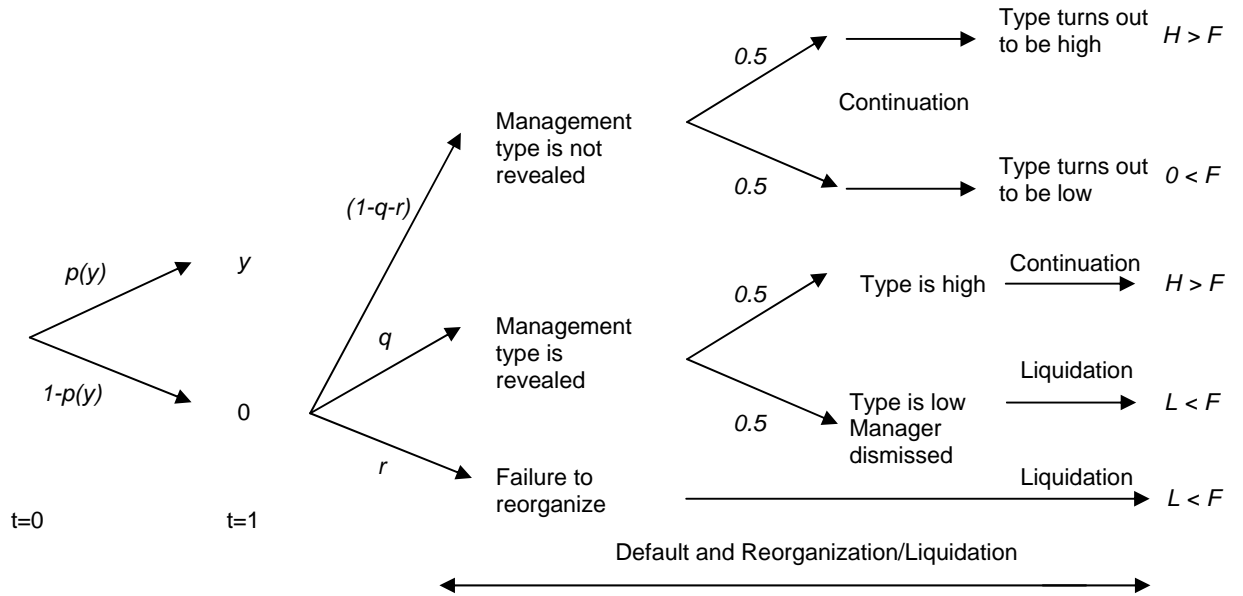 Type turns out
to be high
H > F
0.5
Continuation
Management
type is not
revealed
0.5
Type turns out
to be low
0 < F
(1-q-r)
p(y)
y
Continuation
Type is high
H > F
0.5
q
Management
type is
revealed
1-p(y)
0
Liquidation
0.5
Type is low
Manager
dismissed
L < F
r
Failure to
reorganize
Liquidation
L < F
t=0
t=1
Default and Reorganization/Liquidation